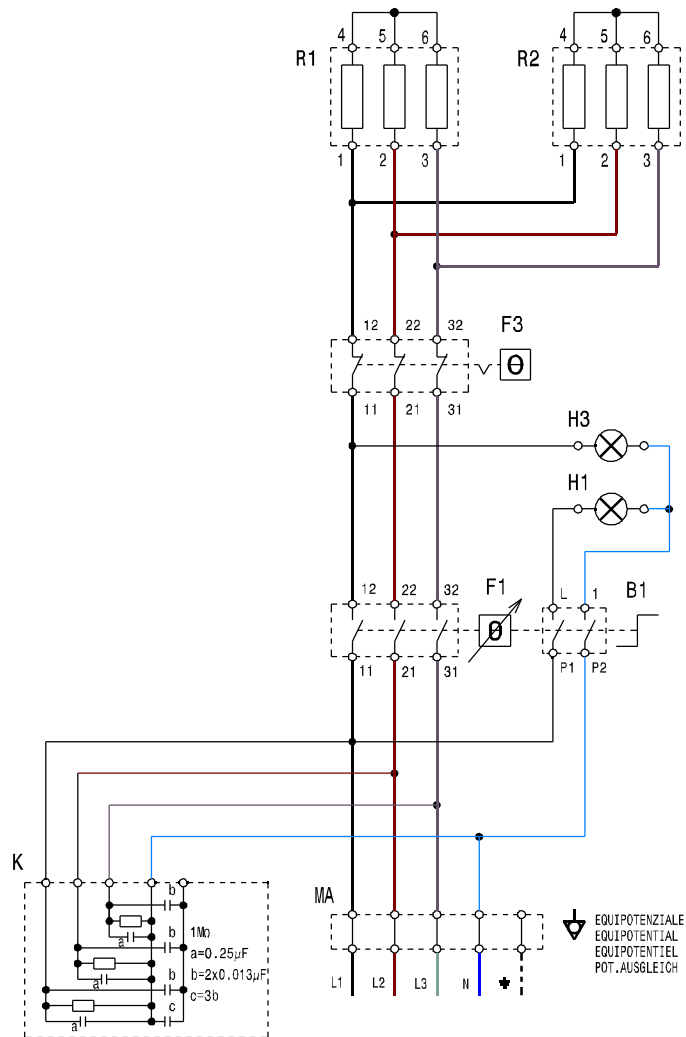 4 5 6 4 5 6
R1 R2
1 2 3 1 2 3
12 22 32 F3
θ
11 21 31
H3
H1
12 22 32 F1 L 1 B1
θ
11 21 31 P1 P2
K
b
a
b 1MΩ
a=0.25µF
b b=2x0.013µF
a
c=3b
c
a
MA
L1 L2 L3 N
EQUIPOTENZIALE
EQUIPOTENTIAL
EQUIPOTENTIEL
POT.AUSGLEICH